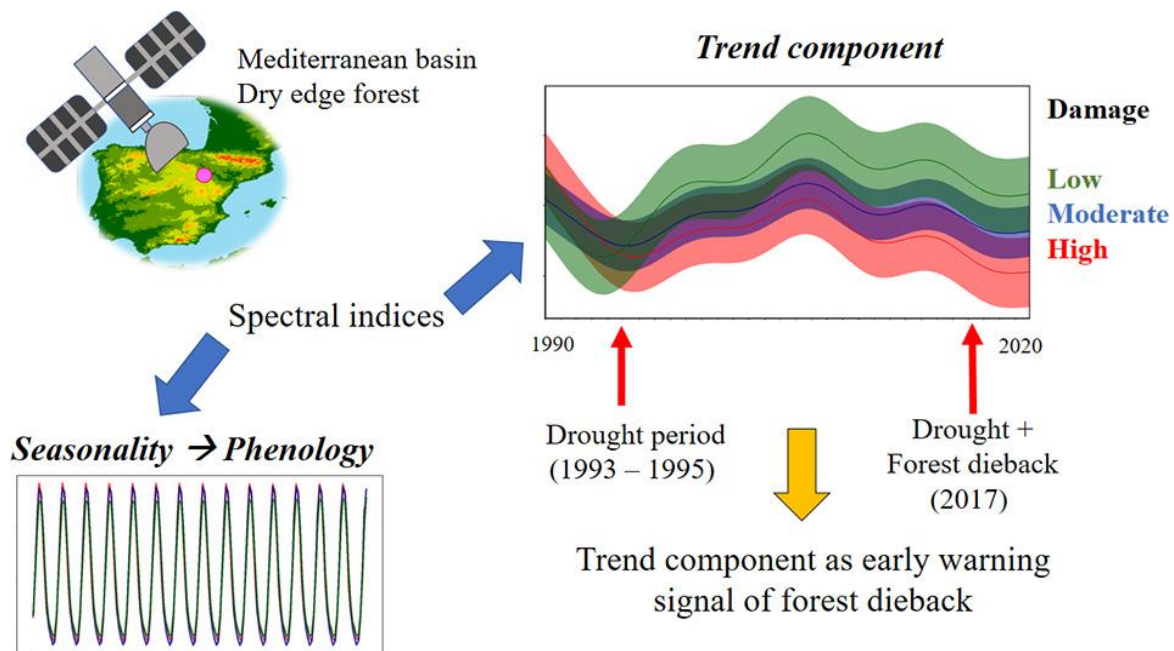 Mediterranean basin
Dry edge forest
Trend component
Damage
Low
Moderate
High
1990
2020
Spectral indices
Drought period
(1993 – 1995)
Drought +
Forest dieback
(2017)
Seasonality → Phenology
Trend component as early warning
signal of forest dieback